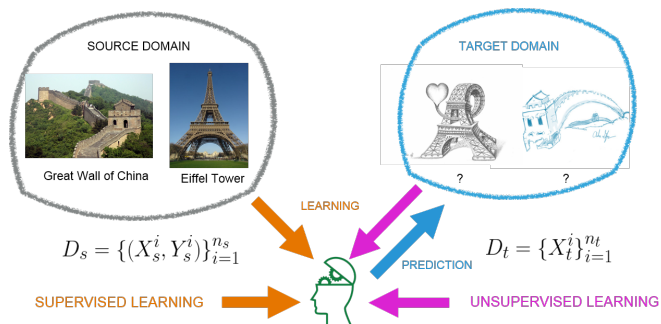 SOURCE DOMAIN
TARGET DOMAIN
Great Wall of China
Eiffel Tower
?
?
LEARNING
D_s = {(X_s^i, Y_s^i)}_{i=1}^{n_s}
D_t = {X_t^i}_{i=1}^{n_t}
PREDICTION
SUPERVISED LEARNING
UNSUPERVISED LEARNING